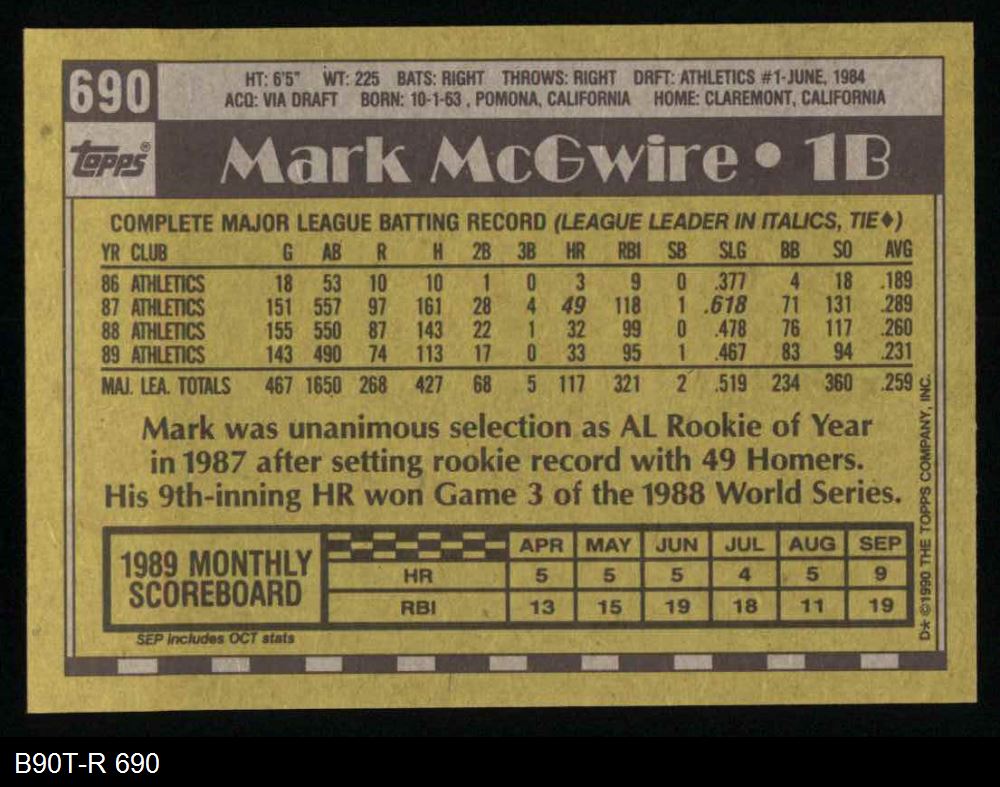 690
HT: 6'5" WT: 225 BATS: RIGHT THROWS: RIGHT DRFT: ATHLETICS #1-JUNE, 1984
ACQ: VIA DRAFT BORN: 10-1-63 , POMONA, CALIFORNIA HOME: CLAREMONT, CALIFORNIA
topps®
Mark McGwire • 1B
COMPLETE MAJOR LEAGUE BATTING RECORD (LEAGUE LEADER IN ITALICS, TIE♦)
YR CLUB G AB R H 2B 3B HR RBI SB SLG BB SO AVG
86 ATHLETICS 18 53 10 10 1 0 3 9 0 .377 4 18 .189
87 ATHLETICS 151 557 97 161 28 4 49 118 1 .618 71 131 .289
88 ATHLETICS 155 550 87 143 22 1 32 99 0 .478 76 117 .260
89 ATHLETICS 143 490 74 113 17 0 33 95 1 .467 83 94 .231
MAJ. LEA. TOTALS 467 1650 268 427 68 5 117 321 2 .519 234 360 .259
Mark was unanimous selection as AL Rookie of Year
in 1987 after setting rookie record with 49 Homers.
His 9th-inning HR won Game 3 of the 1988 World Series.
1989 MONTHLY
SCOREBOARD
APR MAY JUN JUL AUG SEP
HR 5 5 5 4 5 9
RBI 13 15 19 18 11 19
SEP includes OCT stats
D* ©1990 THE TOPPS COMPANY, INC.
B90T-R 690